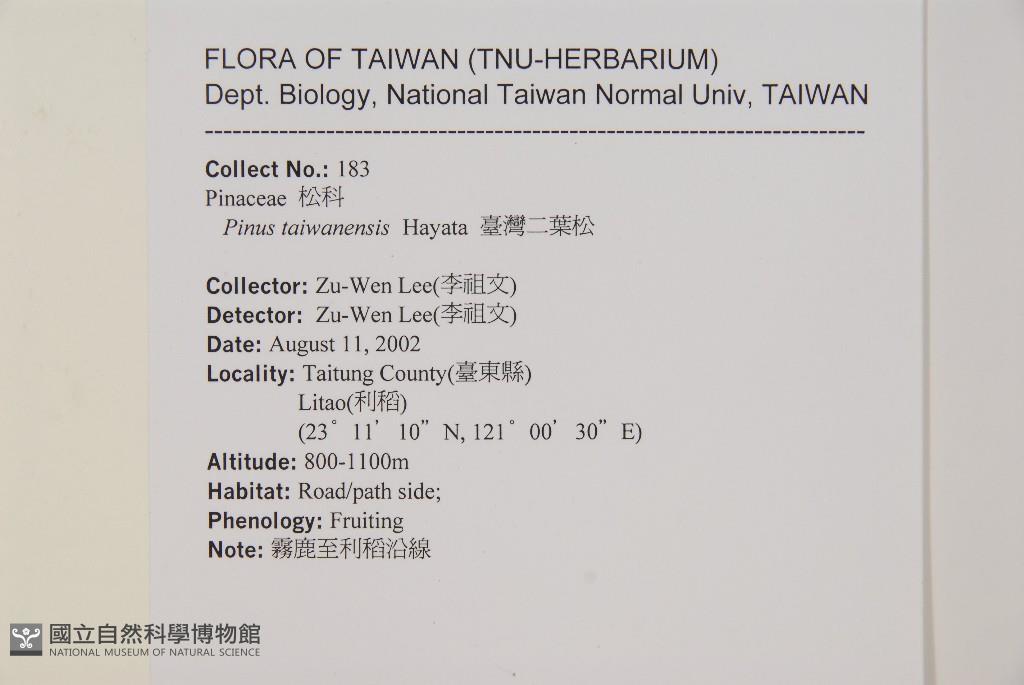 FLORA OF TAIWAN (TNU-HERBARIUM)
Dept. Biology, National Taiwan Normal Univ, TAIWAN
-----------------------------------------------------------------------
Collect No.: 183
Pinaceae 松科
Pinus taiwanensis Hayata 臺灣二葉松
Collector: Zu-Wen Lee(李祖文)
Detector: Zu-Wen Lee(李祖文)
Date: August 11, 2002
Locality: Taitung County(臺東縣)
Litao(利稻)
(23° 11’ 10” N, 121° 00’ 30” E)
Altitude: 800-1100m
Habitat: Road/path side;
Phenology: Fruiting
Note: 霧鹿至利稻沿線
國立自然科學博物館
NATIONAL MUSEUM OF NATURAL SCIENCE